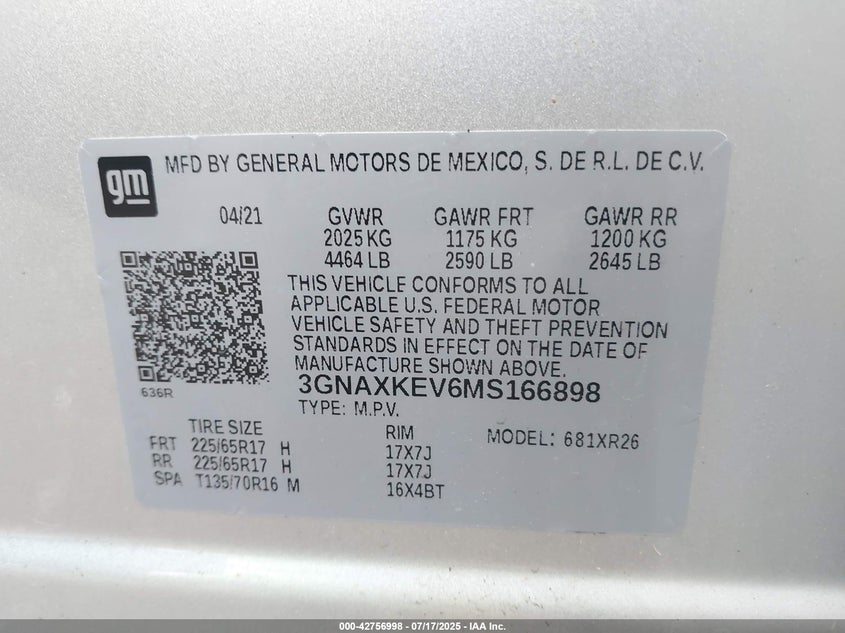 gm
MFD BY GENERAL MOTORS DE MEXICO, S. DE R.L. DE C.V.
04/21 GVWR GAWR FRT GAWR RR
2025 KG 1175 KG 1200 KG
4464 LB 2590 LB 2645 LB
THIS VEHICLE CONFORMS TO ALL
APPLICABLE U.S. FEDERAL MOTOR
VEHICLE SAFETY AND THEFT PREVENTION
STANDARDS IN EFFECT ON THE DATE OF
MANUFACTURE SHOWN ABOVE.
636R
3GNAXKEV6MS166898
TYPE: M.P.V.
TIRE SIZE RIM MODEL: 681XR26
FRT 225/65R17 H 17X7J
RR 225/65R17 H 17X7J
SPA T135/70R16 M 16X4BT
000-42756998 - 07/17/2025 - IAA Inc.